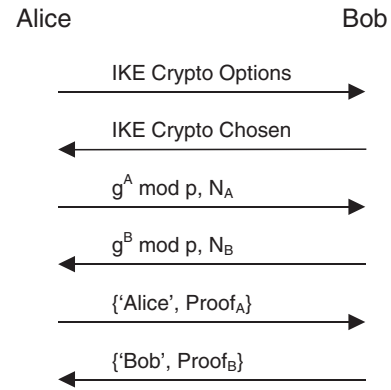 Alice Bob
IKE Crypto Options
IKE Crypto Chosen
g^A mod p, N_A
g^B mod p, N_B
{‘Alice’, Proof_A}
{‘Bob’, Proof_B}